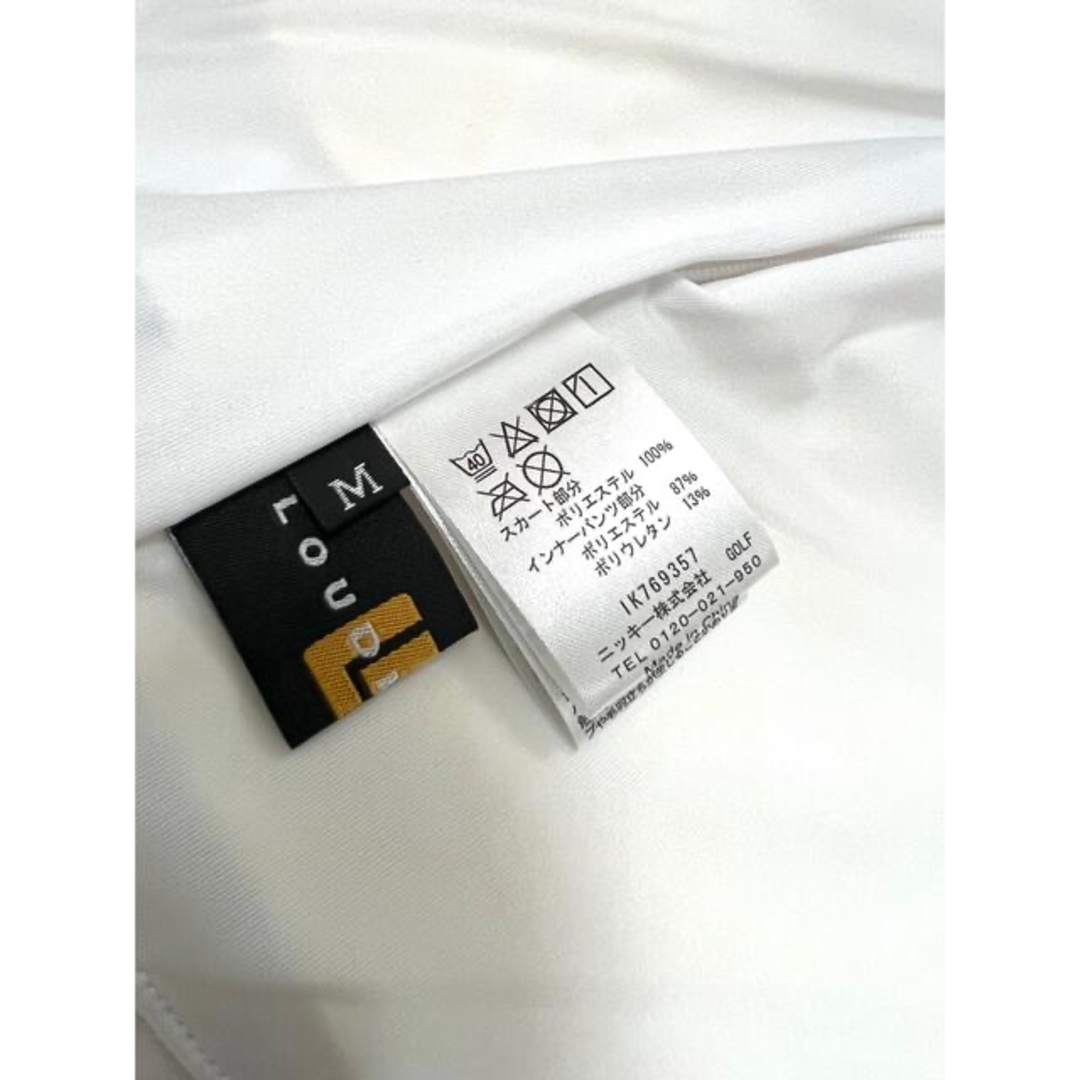 M
LOUD
40
1
スカート部分
ポリエステル 100%
インナーパンツ部分
ポリエステル 87%
ポリウレタン 13%
IK769357
ニッキー株式会社 GOLF
TEL 0120-021-950
Made in China